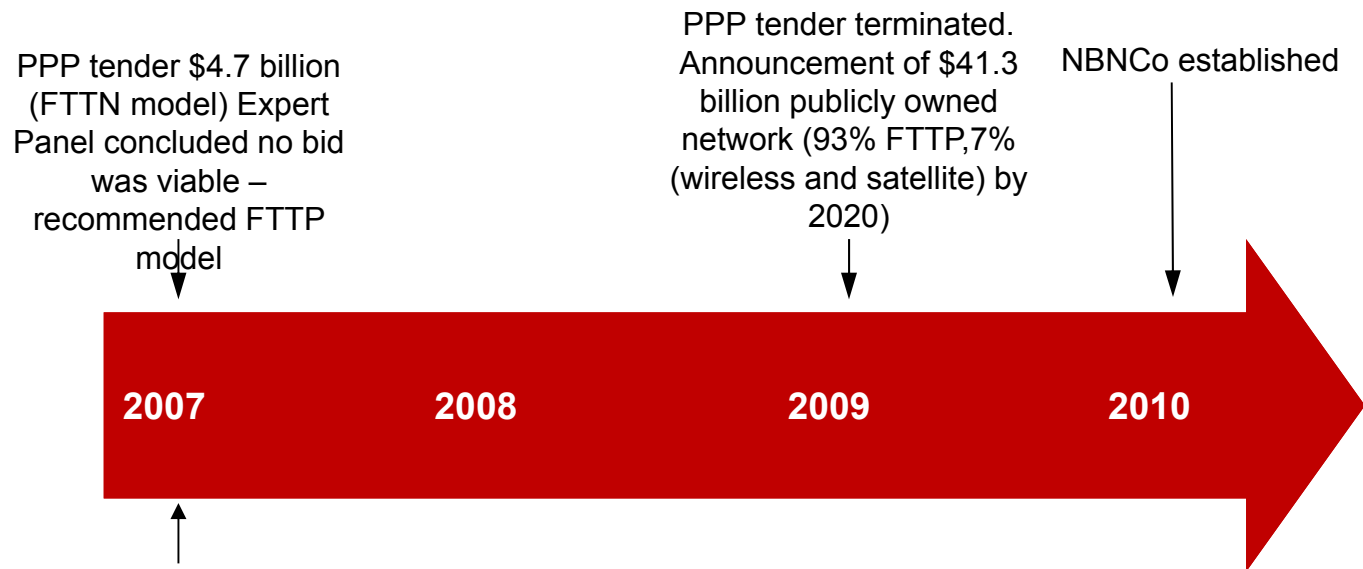 PPP tender $4.7 billion
(FTTN model) Expert
Panel concluded no bid
was viable –
recommended FTTP
model
PPP tender terminated.
Announcement of $41.3
billion publicly owned
network (93% FTTP,7%
(wireless and satellite) by
2020)
NBNCo established
2007
2008
2009
2010